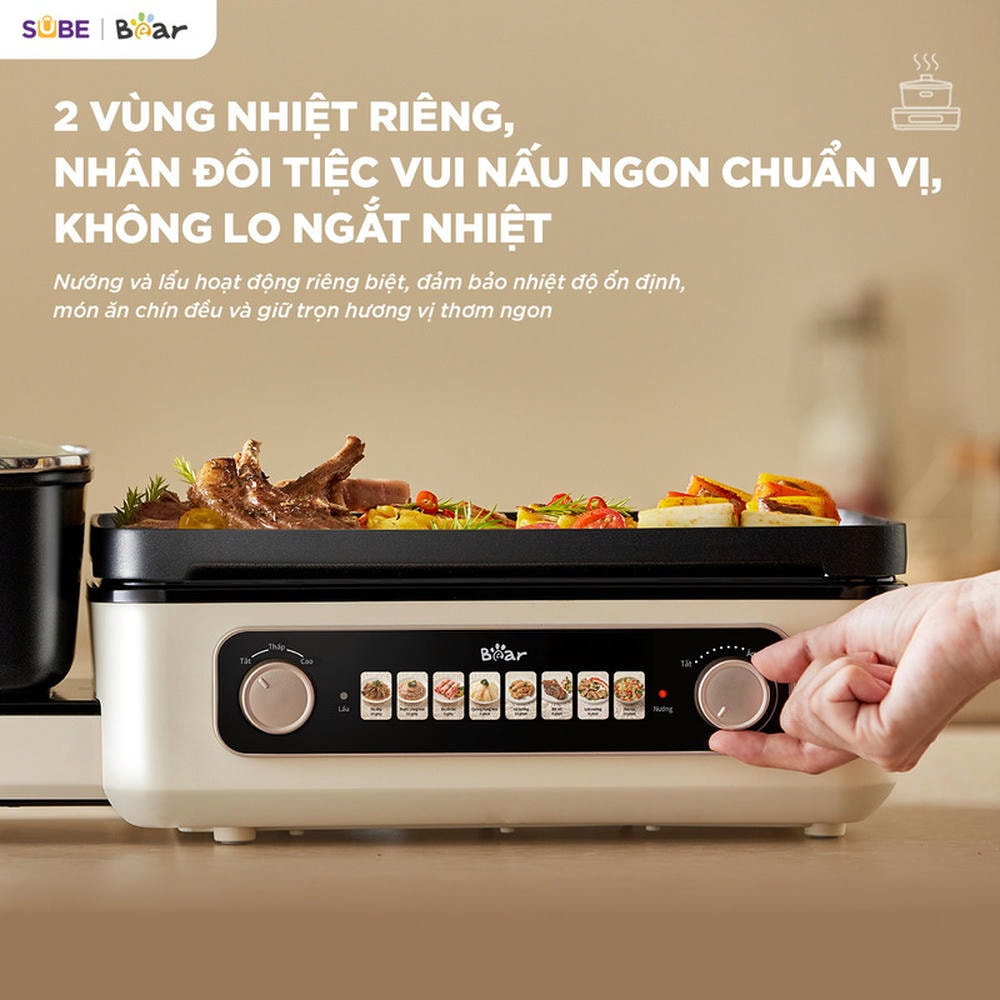 SUBE | Bear
2 VÙNG NHIỆT RIÊNG,
NHÂN ĐÔI TIỆC VUI NẤU NGON CHUẨN VỊ,
KHÔNG LO NGẮT NHIỆT
Nướng và lẩu hoạt động riêng biệt, đảm bảo nhiệt độ ổn định,
món ăn chín đều và giữ trọn hương vị thơm ngon
Bear
Tắt Thấp Cao
Tắt
Lẩu
Nướng